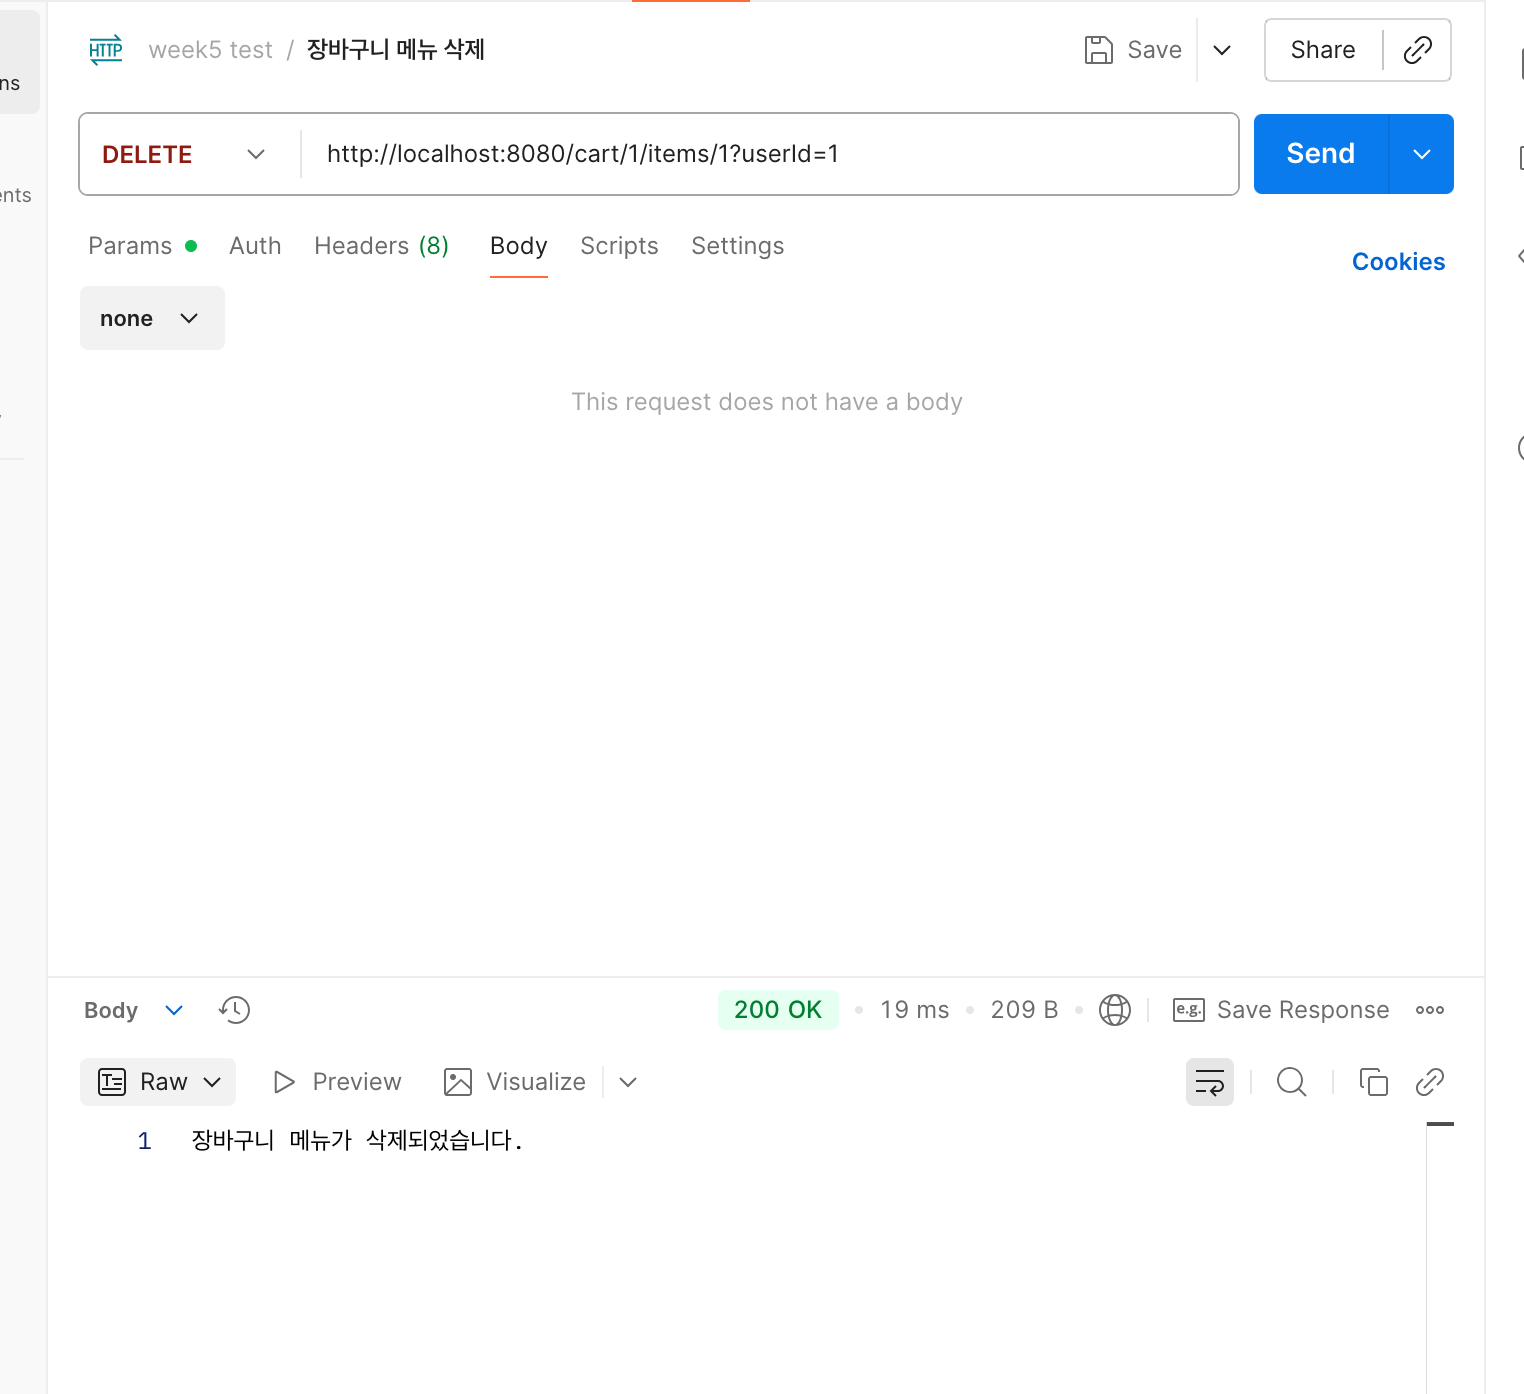 HTTP week5 test / 장바구니 메뉴 삭제 Save Share
ns
DELETE http://localhost:8080/cart/1/items/1?userId=1 Send
ents
Params Auth Headers (8) Body Scripts Settings Cookies
none
This request does not have a body
Body 200 OK 19 ms 209 B e.g. Save Response
Raw Preview Visualize
1 장바구니 메뉴가 삭제되었습니다.